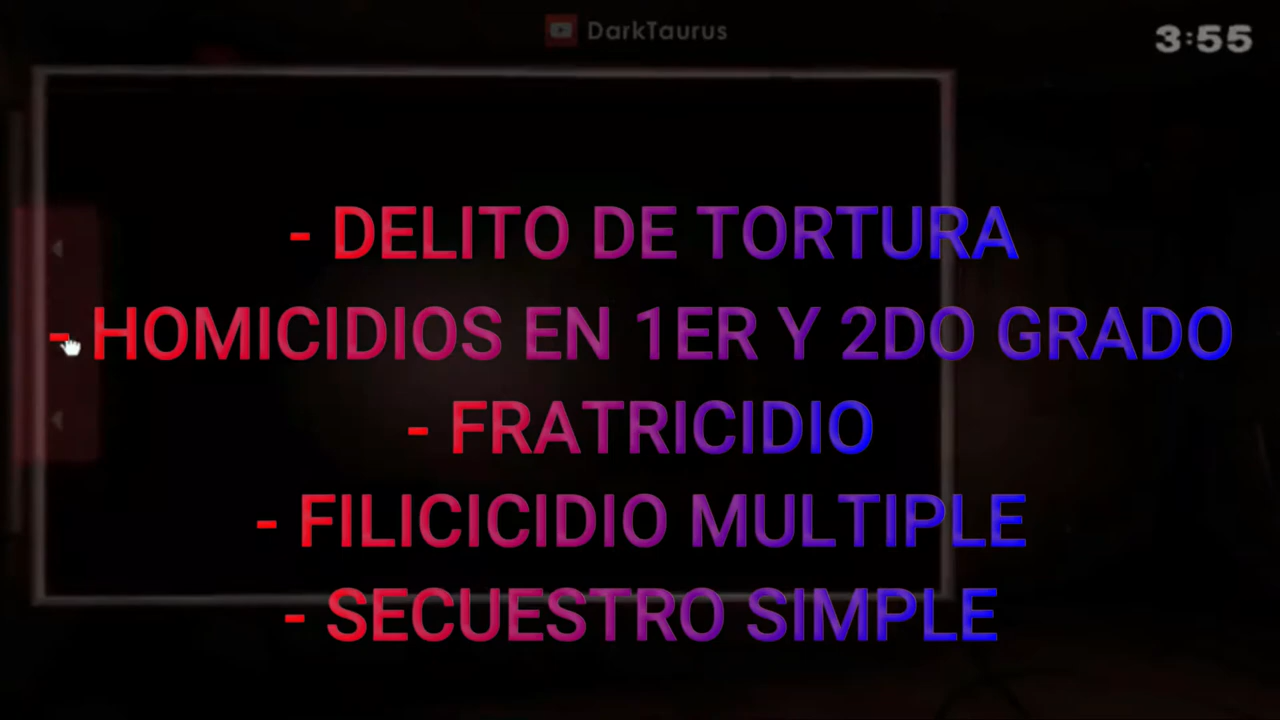 DarkTaurus
3:55
- DELITO DE TORTURA
- HOMICIDIOS EN 1ER Y 2DO GRADO
- FRATRICIDIO
- FILICICIDIO MULTIPLE
- SECUESTRO SIMPLE